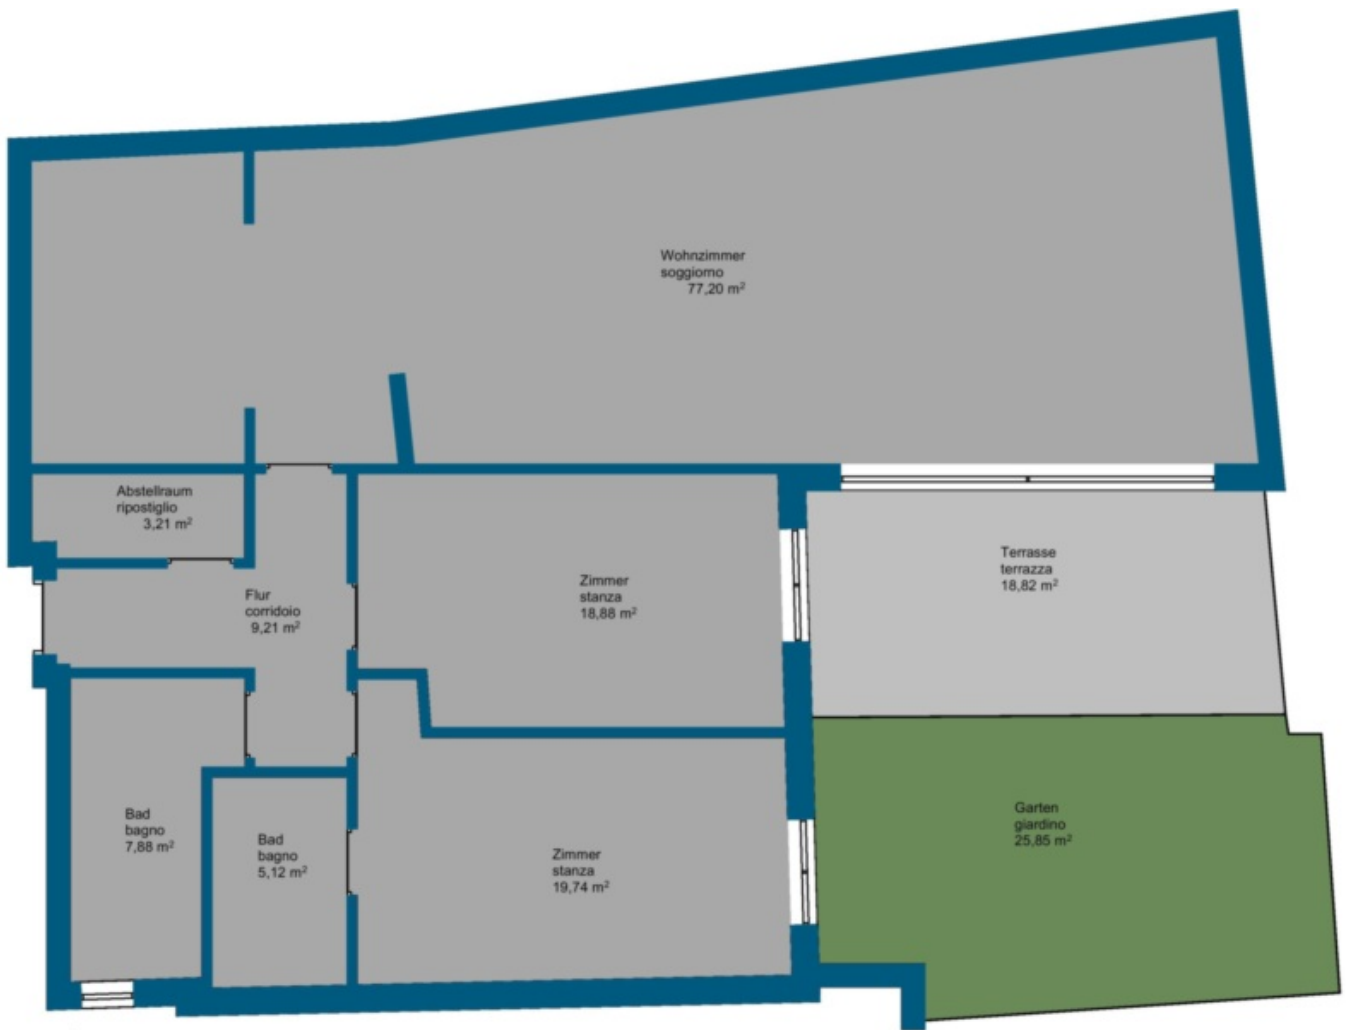 Wohnzimmer
soggiorno
77,20 m²
Abstellraum
ripostiglio
3,21 m²
Terrasse
terrazza
18,82 m²
Zimmer
stanza
18,88 m²
Flur
corridoio
9,21 m²
Garten
giardino
25,85 m²
Bad
bagno
7,88 m²
Bad
bagno
5,12 m²
Zimmer
stanza
19,74 m²